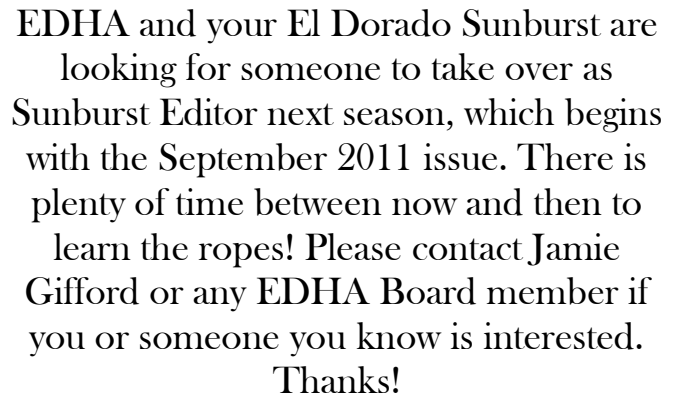 EDHA and your El Dorado Sunburst are
looking for someone to take over as
Sunburst Editor next season, which begins
with the September 2011 issue. There is
plenty of time between now and then to
learn the ropes! Please contact Jamie
Gifford or any EDHA Board member if
you or someone you know is interested.
Thanks!